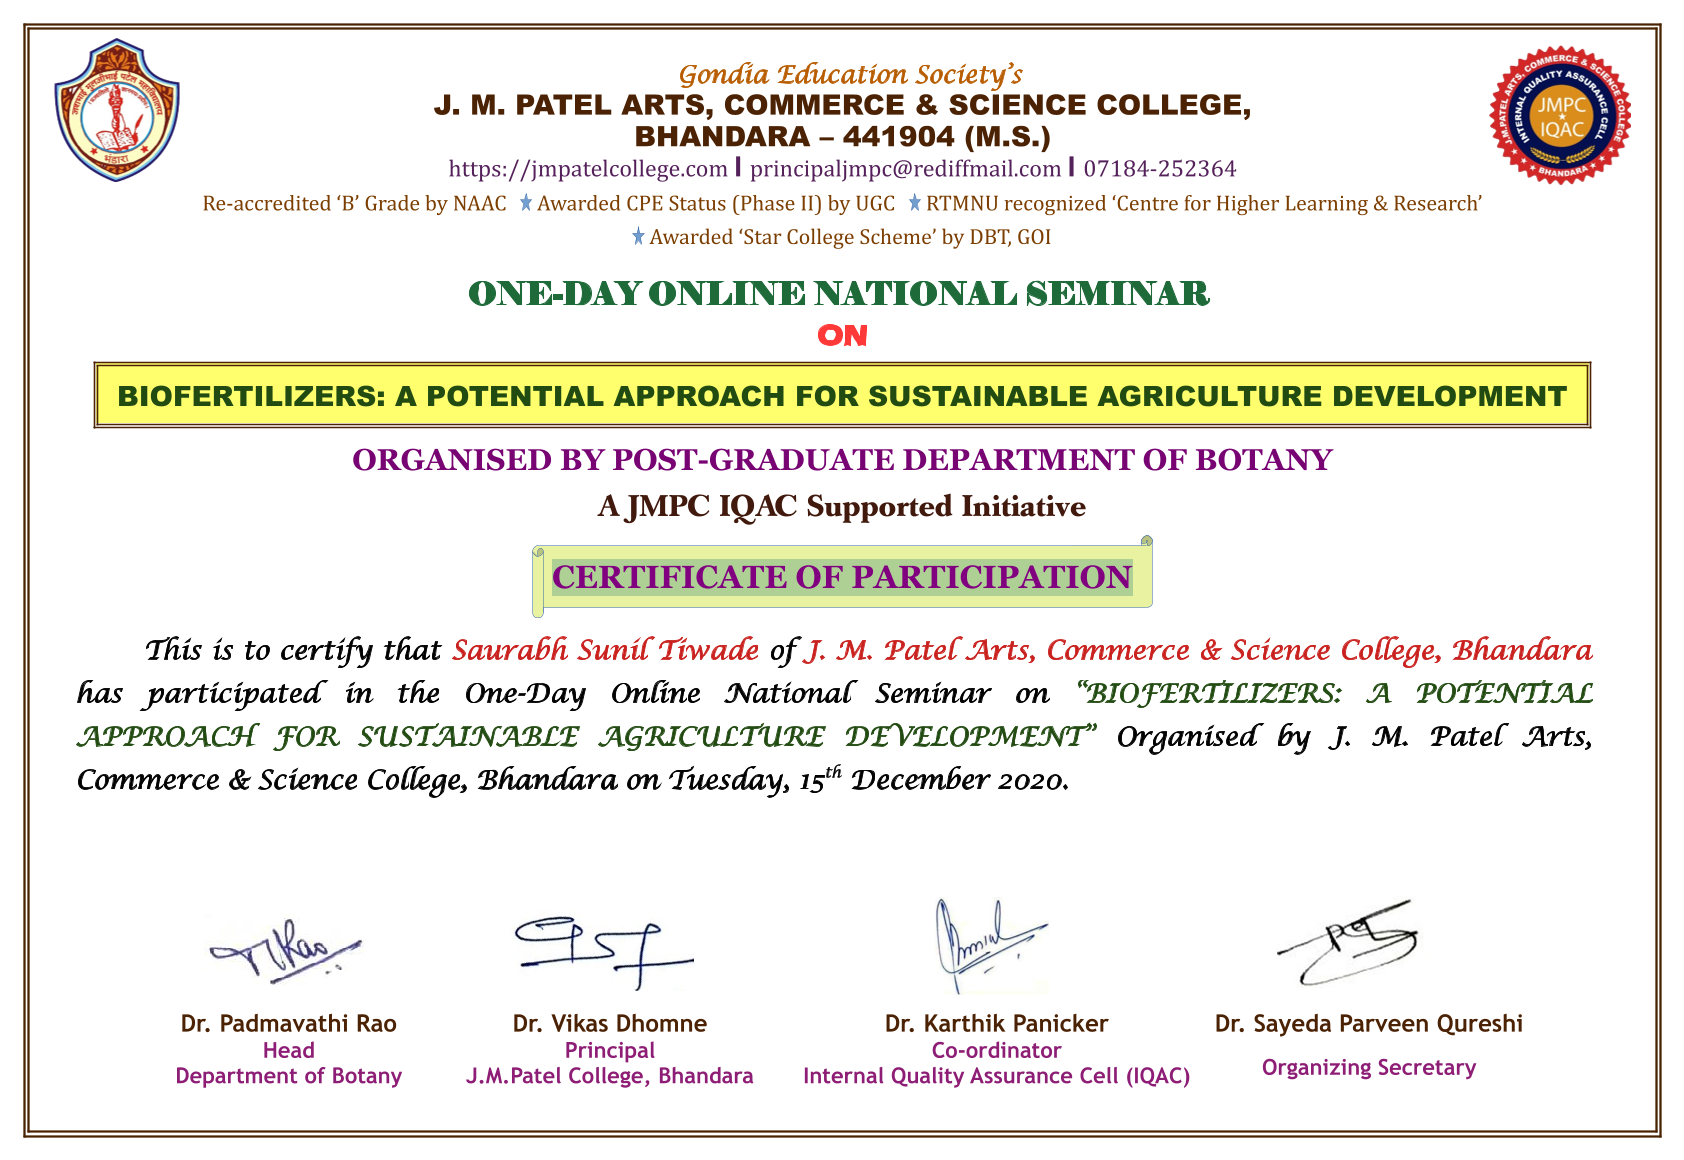 Gondia Education Society's
J. M. PATEL ARTS, COMMERCE & SCIENCE COLLEGE,
BHANDARA – 441904 (M.S.)
https://jmpatelcollege.com | principaljmpc@rediffmail.com | 07184-252364
Re-accredited ‘B’ Grade by NAAC ★ Awarded CPE Status (Phase II) by UGC ★ RTMNU recognized ‘Centre for Higher Learning & Research’
★ Awarded ‘Star College Scheme’ by DBT, GOI
जशभाई मुलजीभाई पटेल महाविद्यालय
भंडारा
J.M.PATEL ARTS, COMMERCE & SCIENCE COLLEGE
INTERNAL QUALITY ASSURANCE CELL
JMPC
IQAC
BHANDARA
ONE-DAY ONLINE NATIONAL SEMINAR
ON
BIOFERTILIZERS: A POTENTIAL APPROACH FOR SUSTAINABLE AGRICULTURE DEVELOPMENT
ORGANISED BY POST-GRADUATE DEPARTMENT OF BOTANY
A JMPC IQAC Supported Initiative
CERTIFICATE OF PARTICIPATION
This is to certify that Saurabh Sunil Tiwade of J. M. Patel Arts, Commerce & Science College, Bhandara
has participated in the One-Day Online National Seminar on “BIOFERTILIZERS: A POTENTIAL
APPROACH FOR SUSTAINABLE AGRICULTURE DEVELOPMENT” Organised by J. M. Patel Arts,
Commerce & Science College, Bhandara on Tuesday, 15th December 2020.
Dr. Padmavathi Rao
Head
Department of Botany
Dr. Vikas Dhomne
Principal
J.M.Patel College, Bhandara
Dr. Karthik Panicker
Co-ordinator
Internal Quality Assurance Cell (IQAC)
Dr. Sayeda Parveen Qureshi
Organizing Secretary